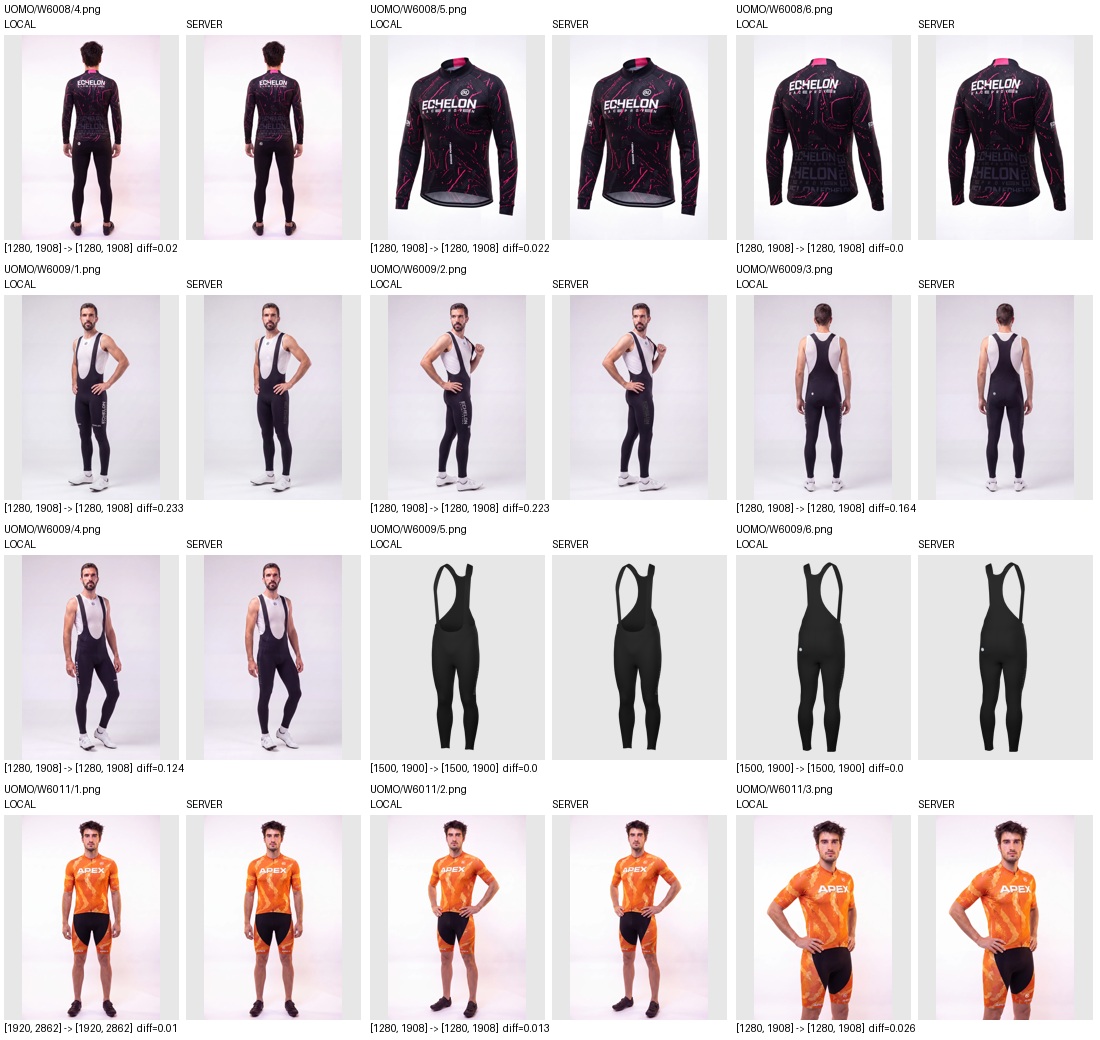 UOMO/W6008/4.png
LOCAL
SERVER
ECHELON
ECHELON
[1280, 1908] -> [1280, 1908] diff=0.02
UOMO/W6008/5.png
LOCAL
SERVER
ECHELON
ECHELON
[1280, 1908] -> [1280, 1908] diff=0.022
UOMO/W6008/6.png
LOCAL
SERVER
ECHELON
ECHELON
ECHELON
ECHELON
[1280, 1908] -> [1280, 1908] diff=0.0
UOMO/W6009/1.png
LOCAL
SERVER
ECHELON
[1280, 1908] -> [1280, 1908] diff=0.233
UOMO/W6009/2.png
LOCAL
SERVER
ECHELON
[1280, 1908] -> [1280, 1908] diff=0.223
UOMO/W6009/3.png
LOCAL
SERVER
[1280, 1908] -> [1280, 1908] diff=0.164
UOMO/W6009/4.png
LOCAL
SERVER
[1280, 1908] -> [1280, 1908] diff=0.124
UOMO/W6009/5.png
LOCAL
SERVER
[1500, 1900] -> [1500, 1900] diff=0.0
UOMO/W6009/6.png
LOCAL
SERVER
[1500, 1900] -> [1500, 1900] diff=0.0
UOMO/W6011/1.png
LOCAL
SERVER
APEX
APEX
[1920, 2862] -> [1920, 2862] diff=0.01
UOMO/W6011/2.png
LOCAL
SERVER
APEX
APEX
[1280, 1908] -> [1280, 1908] diff=0.013
UOMO/W6011/3.png
LOCAL
SERVER
APEX
APEX
[1280, 1908] -> [1280, 1908] diff=0.026